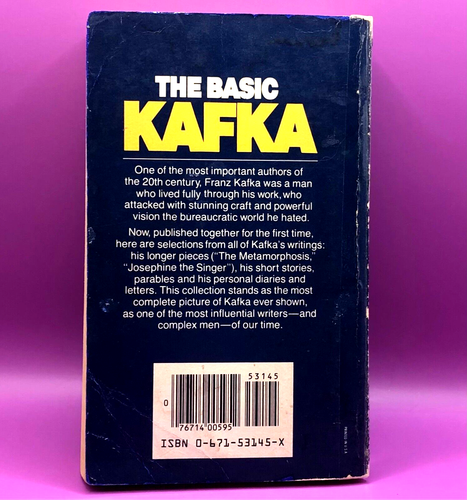 THE BASIC
KAFKA
One of the most important authors of
the 20th century, Franz Kafka was a man
who lived fully through his work, who
attacked with stunning craft and powerful
vision the bureaucratic world he hated.
Now, published together for the first time,
here are selections from all of Kafka's writings:
his longer pieces ("The Metamorphosis,"
"Josephine the Singer"), his short stories,
parables and his personal diaries and
letters. This collection stands as the most
complete picture of Kafka ever shown,
as one of the most influential writers—and
complex men—of our time.
53145
0
76714 00595
ISBN 0-671-53145-X